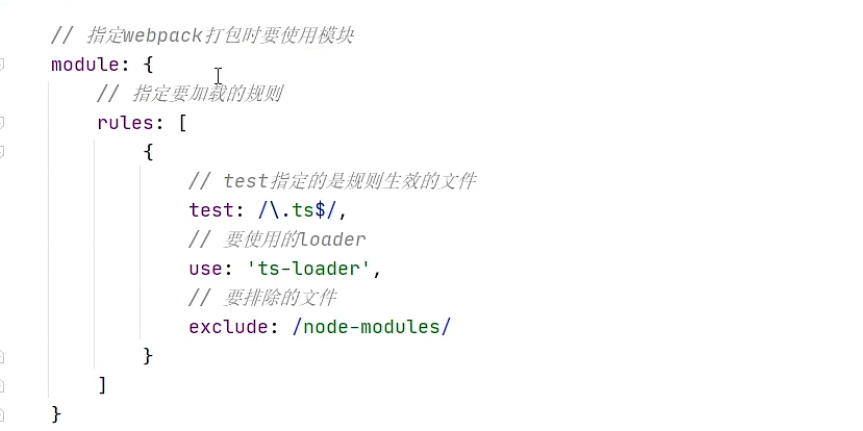 // 指定webpack打包时要使用模块
module: {
    // 指定要加载的规则
    rules: [
        {
            // test指定的是规则生效的文件
            test: /\.ts$/,
            // 要使用的loader
            use: 'ts-loader',
            // 要排除的文件
            exclude: /node-modules/
        }
    ]
}